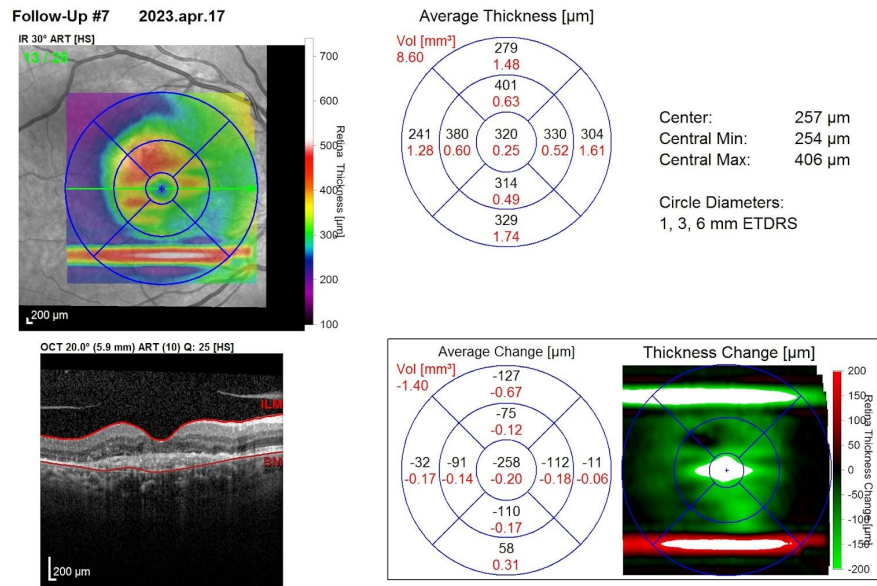 Follow-Up #7 2023.apr.17
IR 30° ART [HS]
700
600
500
400
300
200
100
Retina Thickness [µm]
200 µm
Average Thickness [µm]
Vol [mm³]
8.60
279
1.48
401
0.63
241 380 320 330 304
1.28 0.60 0.25 0.52 1.61
314
0.49
329
1.74
Center: 257 µm
Central Min: 254 µm
Central Max: 406 µm
Circle Diameters:
1, 3, 6 mm ETDRS
OCT 20.0° (5.9 mm) ART (10) Q: 25 [HS]
ILM
200 µm
Average Change [µm]
Vol [mm³]
-1.40
-127
-0.67
-75
-0.12
-32 -91 -258 -112 -11
-0.17 -0.14 -0.20 -0.18 -0.06
-110
-0.17
58
0.31
Thickness Change [µm]
200
150
100
50
0
-50
-100
-150
-200
Retina Thickness Change [µm]